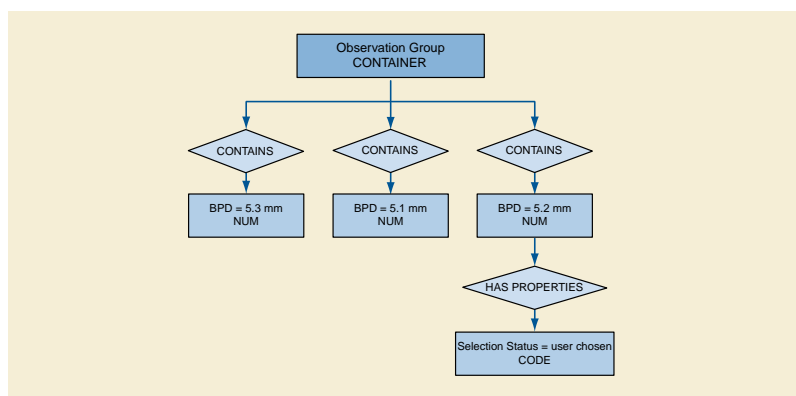 Observation Group
CONTAINER
CONTAINS
CONTAINS
CONTAINS
BPD = 5.3 mm
NUM
BPD = 5.1 mm
NUM
BPD = 5.2 mm
NUM
HAS PROPERTIES
Selection Status = user chosen
CODE